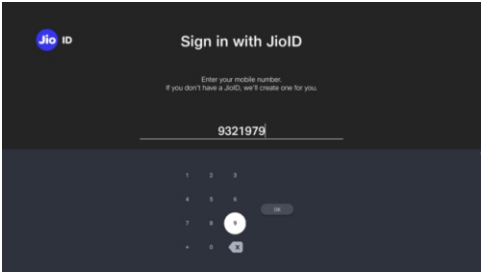 Jio ID
Sign in with JioID
Enter your mobile number.
If you don't have a JioID, we'll create one for you.
9321979
1 2 3
4 5 6
OK
7 8 9
+ 0 x